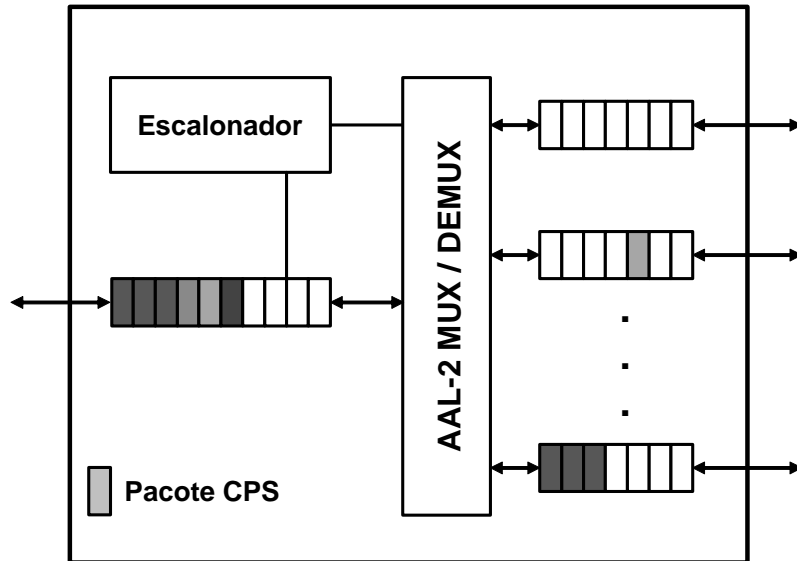 Escalonador
AAL-2 MUX / DEMUX
.
.
.
Pacote CPS